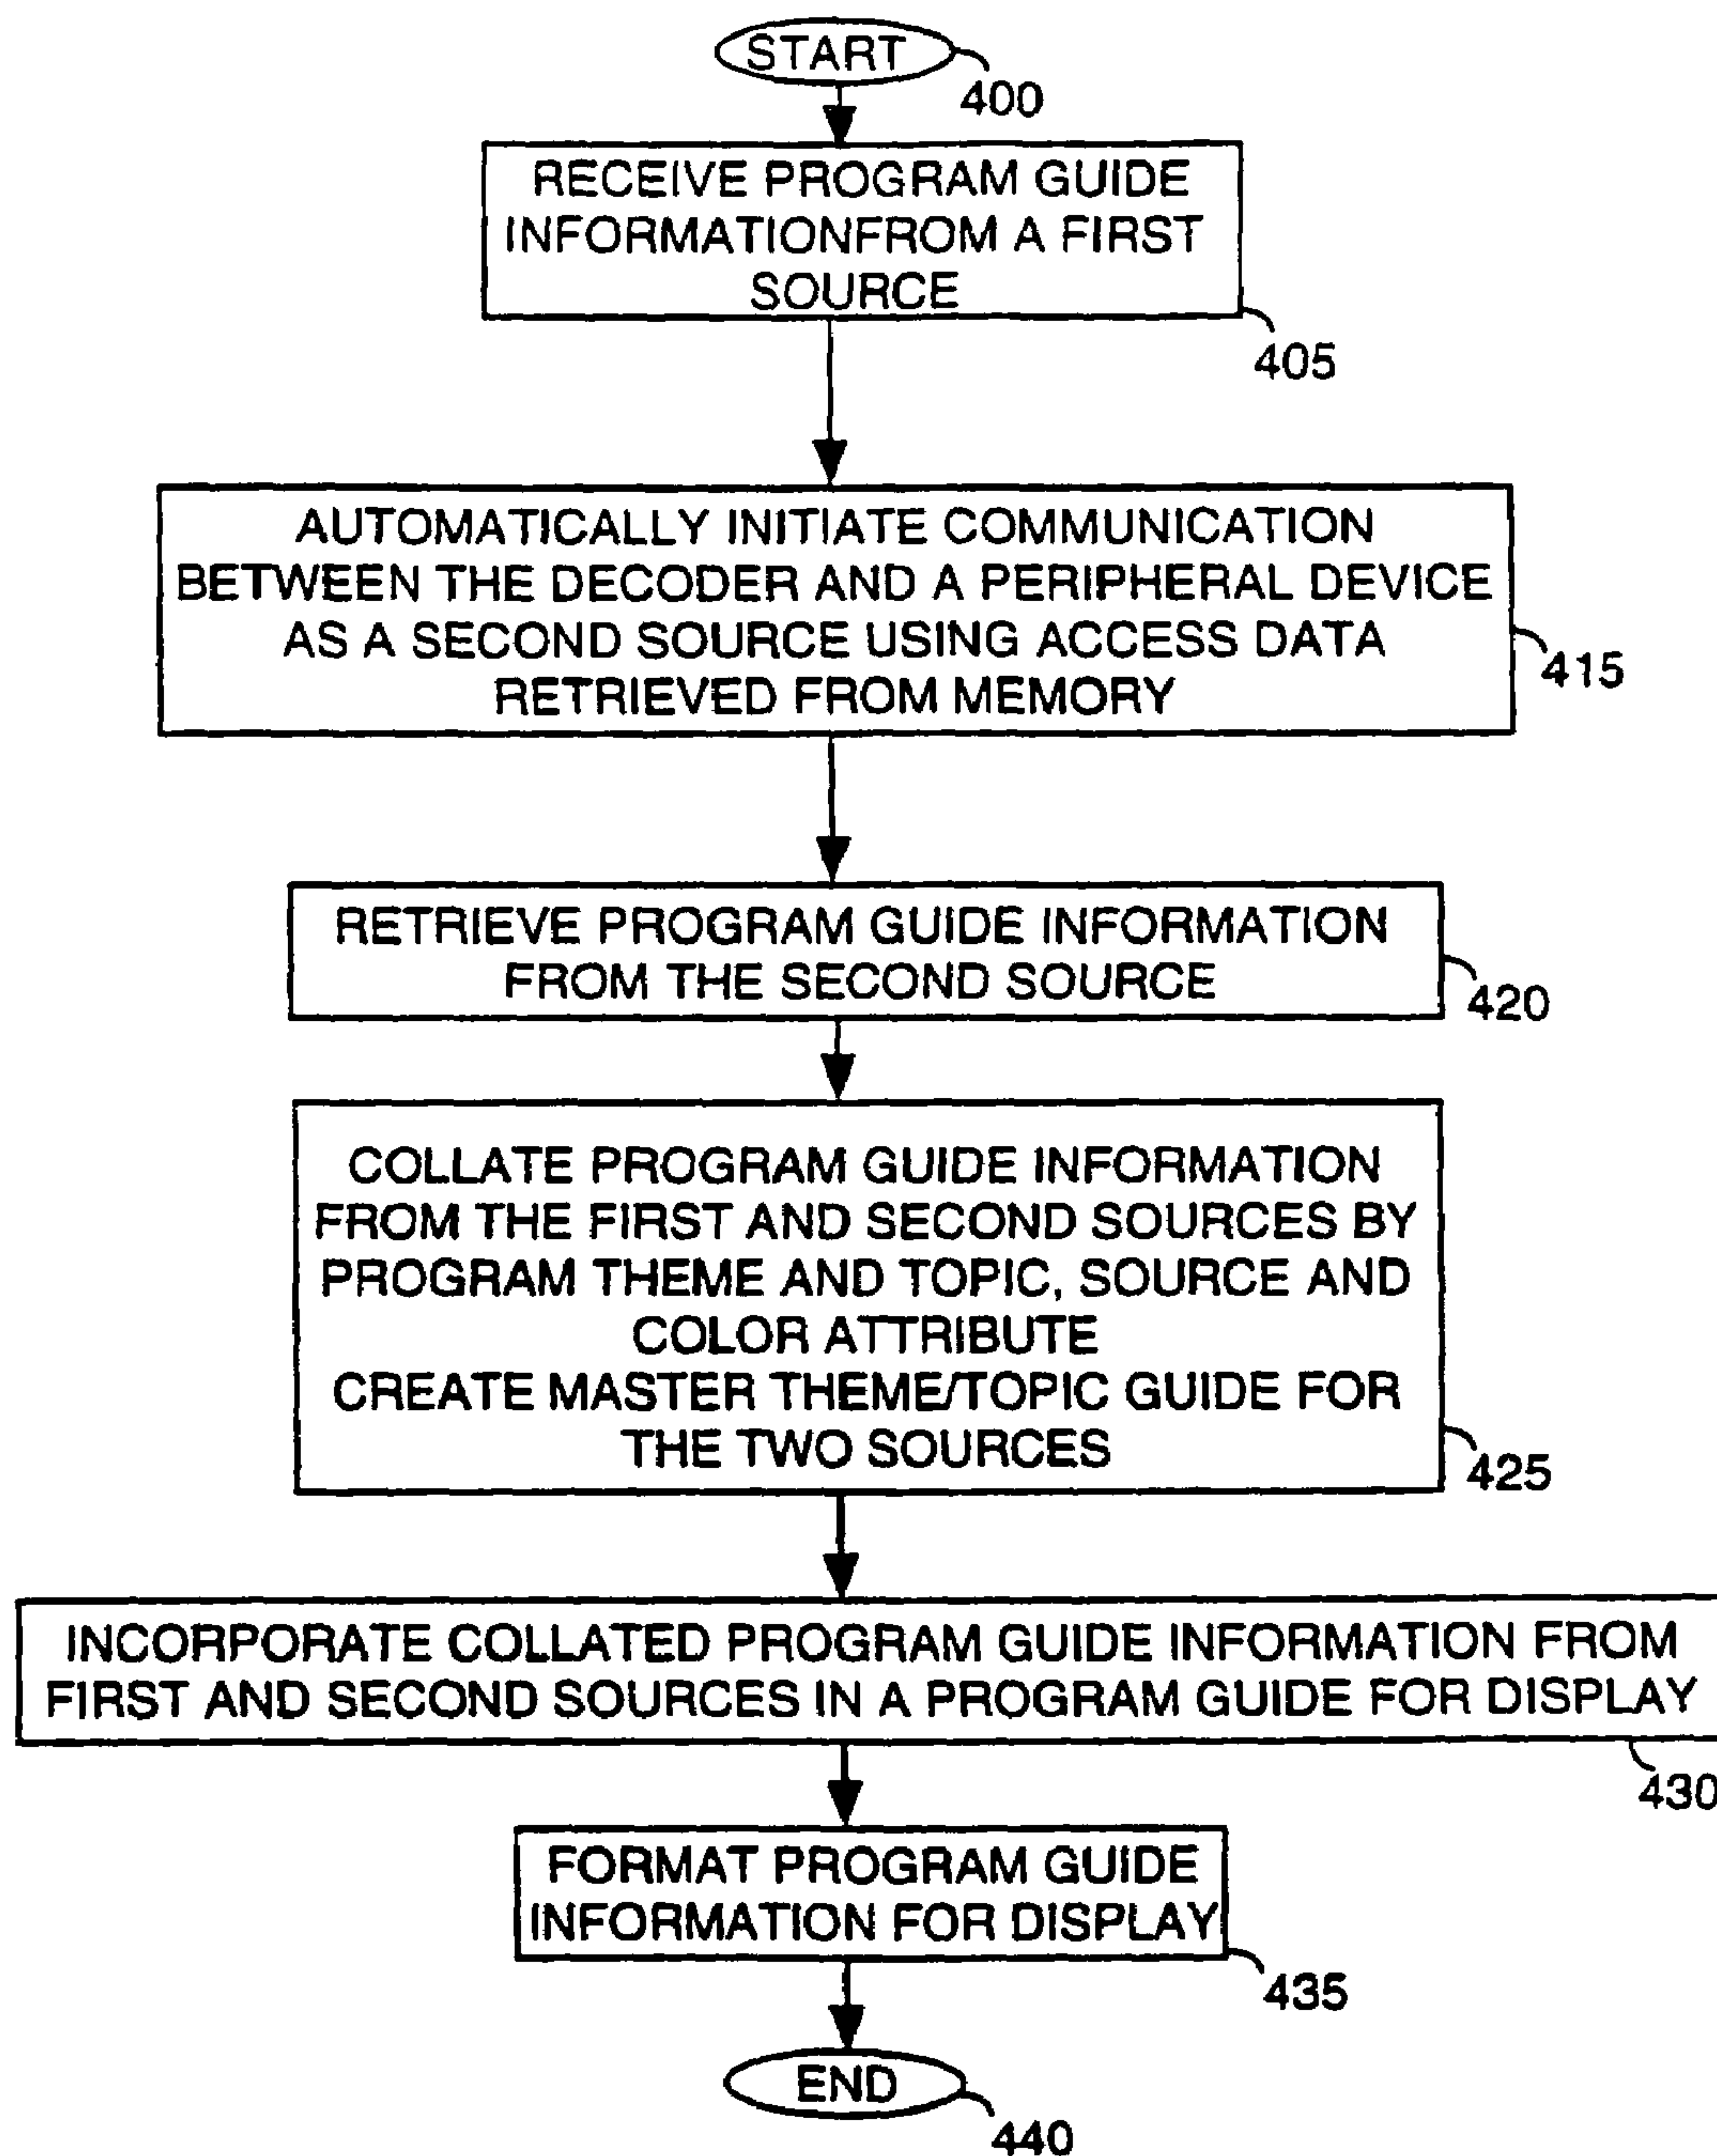 START
400
RECEIVE PROGRAM GUIDE
INFORMATIONFROM A FIRST
SOURCE
405
AUTOMATICALLY INITIATE COMMUNICATION
BETWEEN THE DECODER AND A PERIPHERAL DEVICE
AS A SECOND SOURCE USING ACCESS DATA
RETRIEVED FROM MEMORY
415
RETRIEVE PROGRAM GUIDE INFORMATION
FROM THE SECOND SOURCE
420
COLLATE PROGRAM GUIDE INFORMATION
FROM THE FIRST AND SECOND SOURCES BY
PROGRAM THEME AND TOPIC, SOURCE AND
COLOR ATTRIBUTE
CREATE MASTER THEME/TOPIC GUIDE FOR
THE TWO SOURCES
425
INCORPORATE COLLATED PROGRAM GUIDE INFORMATION FROM
FIRST AND SECOND SOURCES IN A PROGRAM GUIDE FOR DISPLAY
430
FORMAT PROGRAM GUIDE
INFORMATION FOR DISPLAY
435
END
440